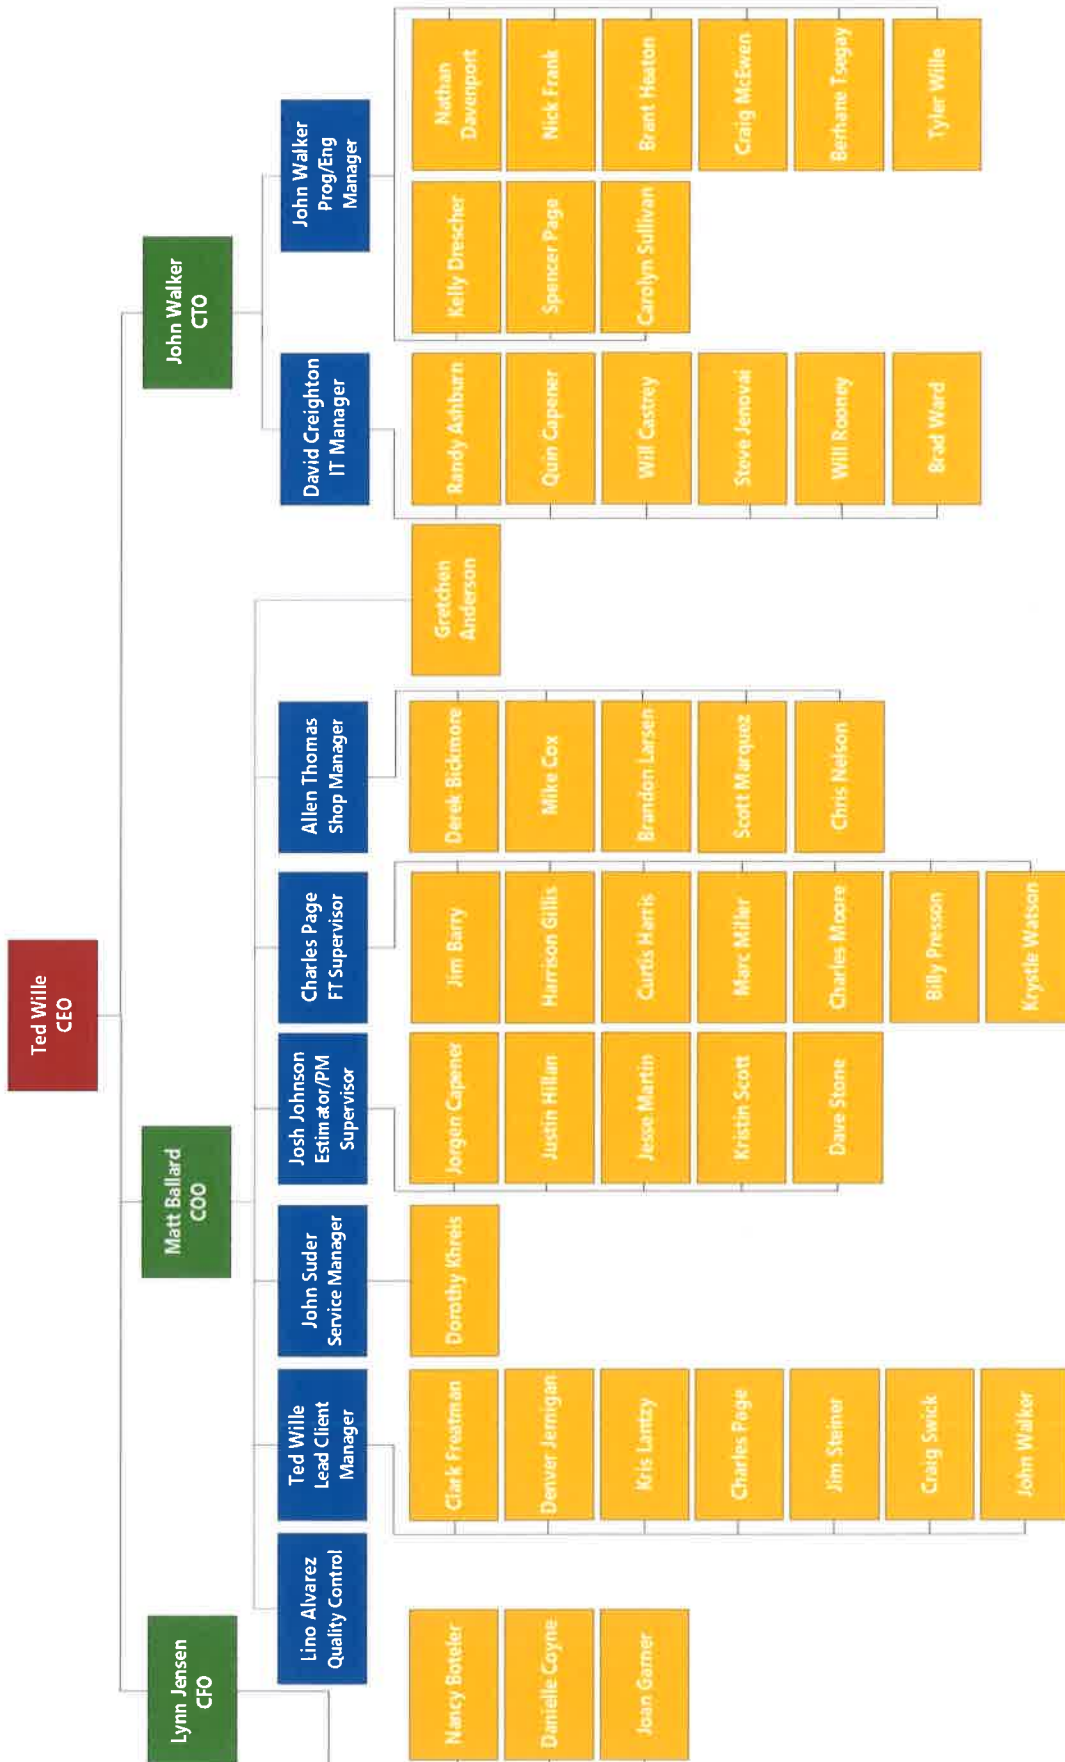 Ted Wille
CEO
Lynn Jensen
CFO
Matt Ballard
COO
John Walker
CTO
Lino Alvarez
Quality Control
Ted Wille
Lead Client
Manager
John Suder
Service Manager
Josh Johnson
Estimator/PM
Supervisor
Charles Page
FT Supervisor
Allen Thomas
Shop Manager
David Creighton
IT Manager
John Walker
Prog/Eng
Manager
Nancy Boteler
Danielle Coyne
Joan Garner
Clark Freatman
Denver Jernigan
Kris Lantzy
Charles Page
Jim Steiner
Craig Swick
John Walker
Dorothy Khreis
Jorgen Capener
Justin Hillan
Jesse Martin
Kristin Scott
Dave Stone
Jim Barry
Harrison Gillis
Curtis Harris
Marc Miler
Charles Moore
Billy Presson
Krystle Watson
Derek Bickmore
Mike Cox
Brandon Larsen
Scott Marquez
Chris Nelson
Gretchen
Anderson
Randy Ashburn
Quin Capener
Will Castrey
Steve Jenovai
Will Rooney
Brad Ward
Kelly Drescher
Spencer Page
Carolyn Sullivan
Nathan
Davenport
Nick Frank
Brant Heaton
Craig McEwen
Berhane Tsegay
Tyler Wille